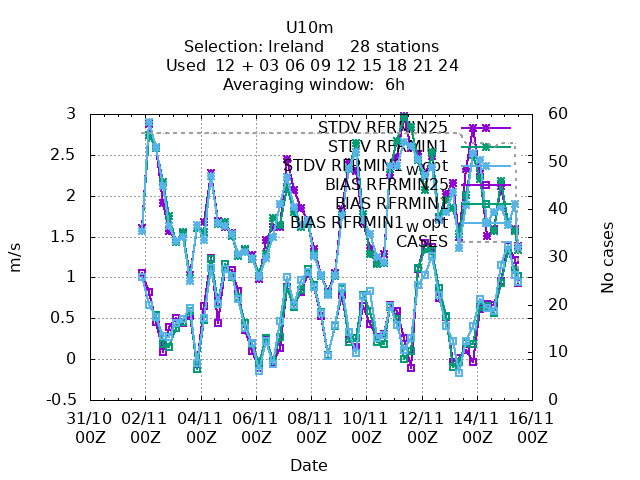 U10m
Selection: Ireland     28 stations
Used  12 + 03 06 09 12 15 18 21 24
Averaging window:  6h
3
2.5
2
1.5
1
0.5
0
-0.5
m/s
60
50
40
30
20
10
0
No cases
STDV RFRMIN25
STDV RFRMIN1
STDV RFRMIN1w opt
BIAS RFRMIN25
BIAS RFRMIN1
BIAS RFRMIN1w opt
CASES
31/10 02/11 04/11 06/11 08/11 10/11 12/11 14/11 16/11
00Z 00Z 00Z 00Z 00Z 00Z 00Z 00Z 00Z
Date